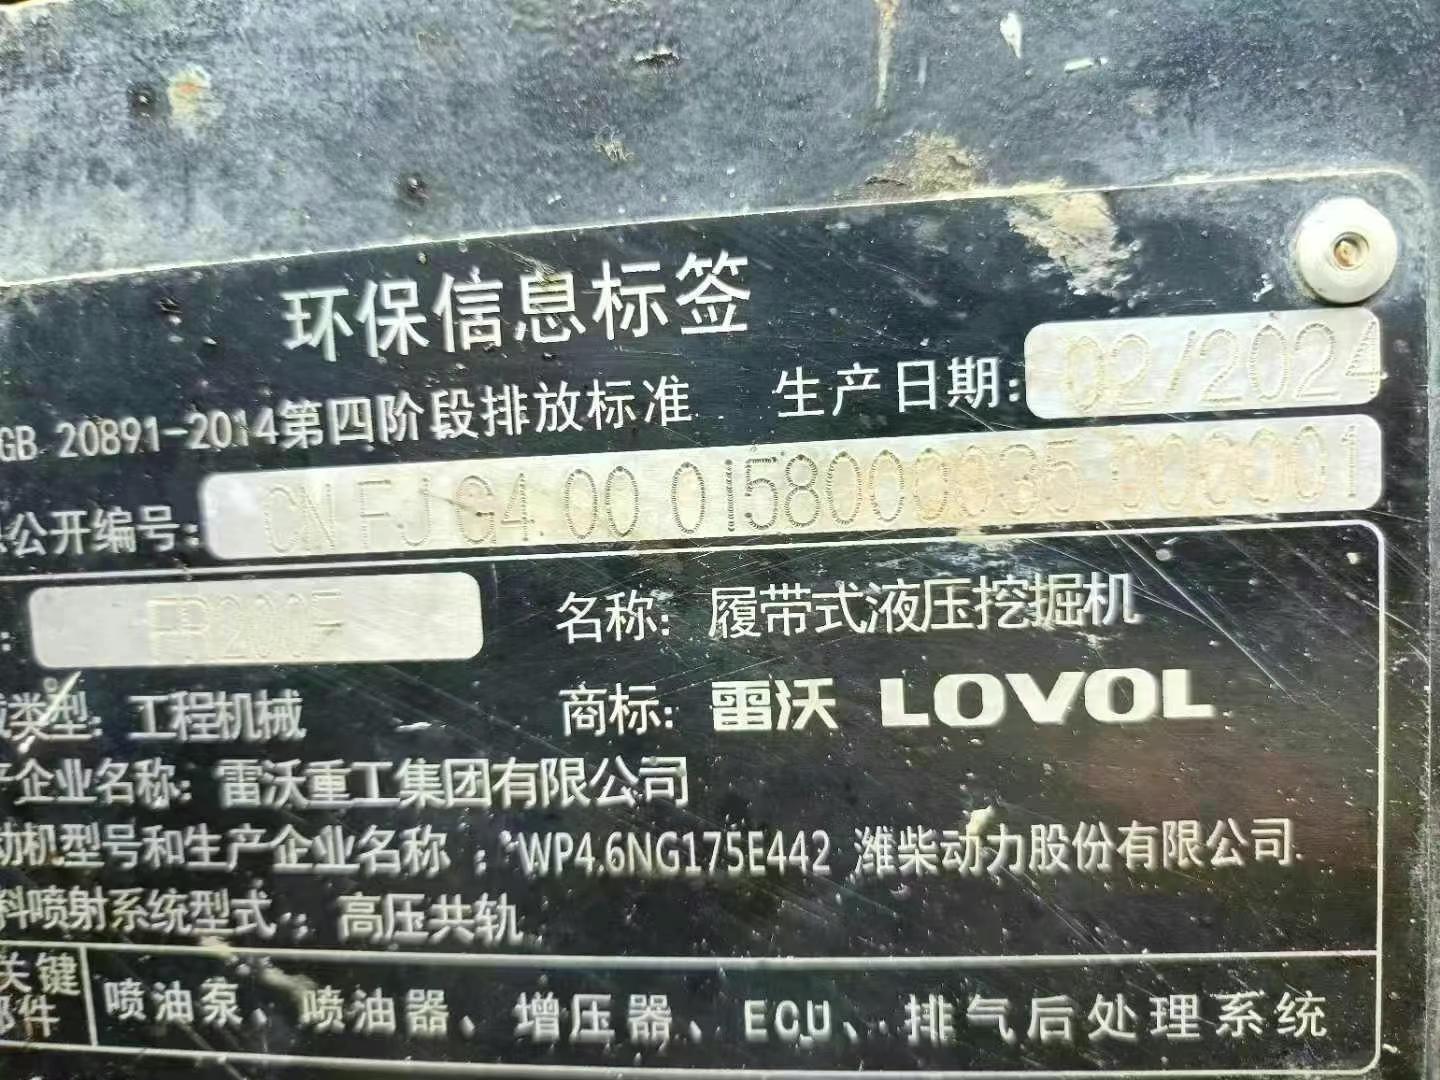 环保信息标签
GB 20891-2014第四阶段排放标准 生产日期: 02/2024
公开编号: CN FJ G4 00 0158000035 000001
: FR200F
名称: 履带式液压挖掘机
类型: 工程机械 商标: 雷沃 LOVOL
企业名称: 雷沃重工集团有限公司
动机型号和生产企业名称 : WP4.6NG175E442 潍柴动力股份有限公司
料喷射系统型式 : 高压共轨
关键
部件 喷油泵、喷油器、增压器、ECU、排气后处理系统